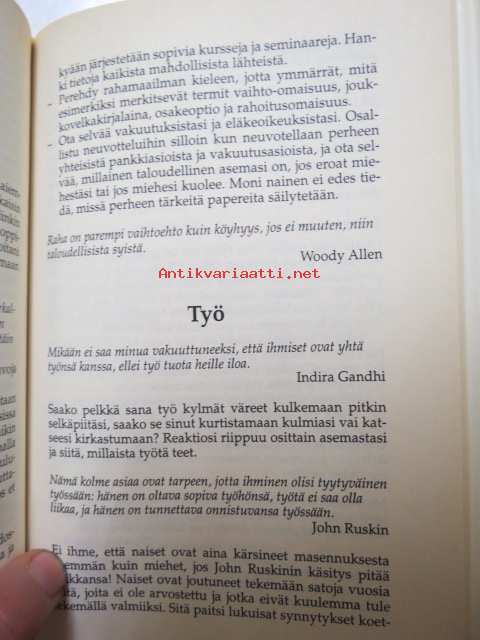 kyään järjestetään sopivia kursseja ja seminaareja. Han-
ki tietoja kaikista mahdollisista lähteistä.
– Perehdy rahamaailman kieleen, jotta ymmärrät, mitä
esimerkiksi merkitsevät termit vaihto-omaisuus, jouk-
kovelkakirjalaina, osakeoptio ja rahoitusomaisuus.
– Ota selvää vakuutuksistasi ja eläkeoikeuksistasi. Osal-
listu neuvotteluihin silloin kun neuvotellaan perheen
yhteisistä pankkiasioista ja vakuutusasioista, ja ota sel-
vää, millainen taloudellinen asemasi on, jos eroat mie-
hestäsi tai jos miehesi kuolee. Moni nainen ei edes tie-
dä, missä perheen tärkeitä papereita säilytetään.
Raha on parempi vaihtoehto kuin köyhyys, jos ei muuten, niin
taloudellisista syistä.
Woody Allen
Antikvariaatti.net
Työ
Mikään ei saa minua vakuuttuneeksi, että ihmiset ovat yhtä
työnsä kanssa, ellei työ tuota heille iloa.
Indira Gandhi
Saako pelkkä sana työ kylmät väreet kulkemaan pitkin
selkäpiitäsi, saako se sinut kurtistamaan kulmiasi vai kat-
seesi kirkastumaan? Reaktiosi riippuu osittain asemastasi
ja siitä, millaista työtä teet.
Nämä kolme asiaa ovat tarpeen, jotta ihminen olisi tyytyväinen
työssään: hänen on oltava sopiva työhönsä, työtä ei saa olla
liikaa, ja hänen on tunnettava onnistuvansa työssään.
John Ruskin
Ei ihme, että naiset ovat aina kärsineet masennuksesta
enemmän kuin miehet, jos John Ruskinin käsitys pitää
paikkansa! Naiset ovat joutuneet tekemään satoja vuosia
joita ei ole arvostettu ja jotka eivät kuulemma tule
tekemällä valmiiksi. Sitä paitsi lukuisat synnytykset koet-